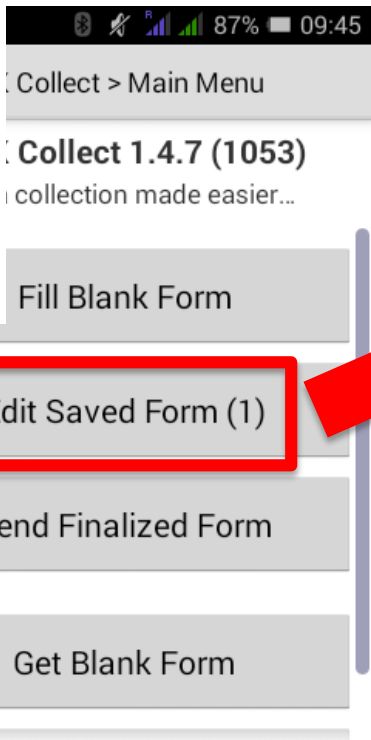 R 87% 09:45
Collect > Main Menu
Collect 1.4.7 (1053)
collection made easier...
Fill Blank Form
dit Saved Form (1)
end Finalized Form
Get Blank Form